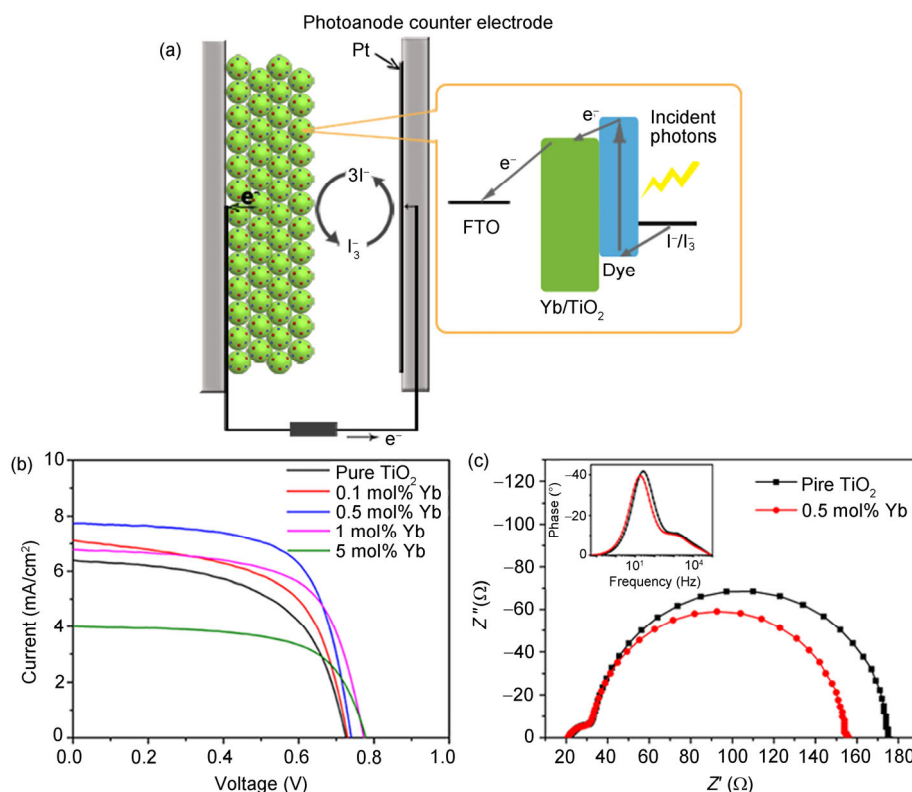 Photoanode counter electrode
(a)
Pt
e⁻
Incident
photons
e⁻
3I⁻
e⁻
FTO
I⁻/I₃⁻
I₃⁻
Dye
Yb/TiO₂
e⁻
(b)
10
8
6
4
2
0
Current (mA/cm²)
Pure TiO₂
0.1 mol% Yb
0.5 mol% Yb
1 mol% Yb
5 mol% Yb
0.0
0.2
0.4
0.6
0.8
1.0
Voltage (V)
(c)
−120
−100
−80
−60
−40
−20
0
Z″(Ω)
−40
−20
0
Phase (°)
10¹
10⁴
Frequency (Hz)
Pire TiO₂
0.5 mol% Yb
0
20
40
60
80
100
120
140
160
180
Z′ (Ω)